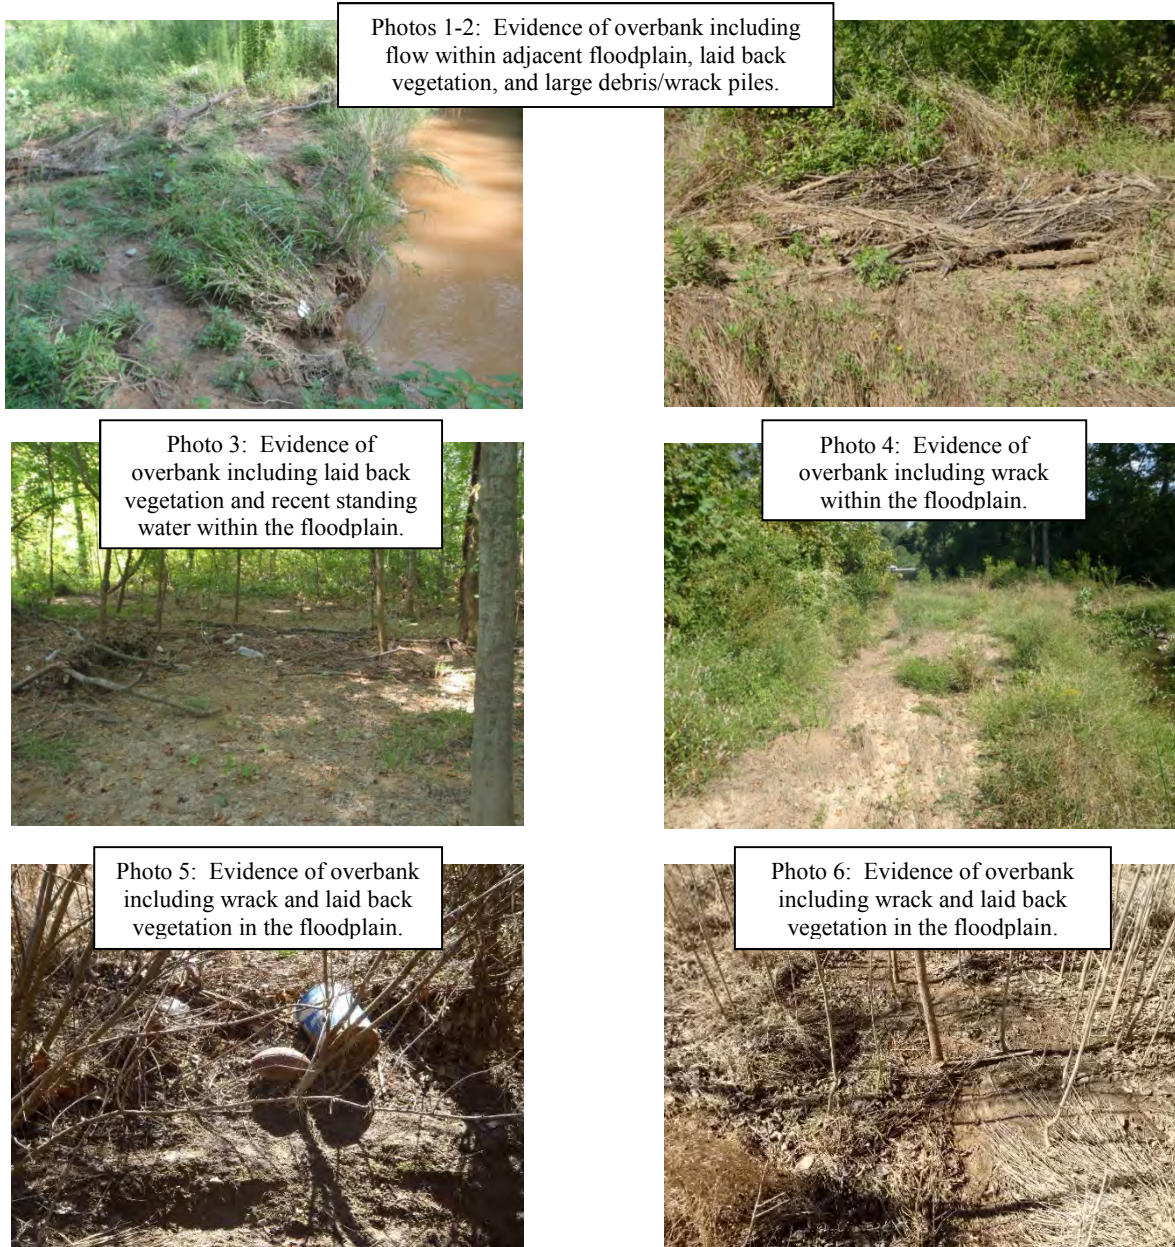 Photos 1-2:  Evidence of overbank including
flow within adjacent floodplain, laid back
vegetation, and large debris/wrack piles.
Photo 3:  Evidence of
overbank including laid back
vegetation and recent standing
water within the floodplain.
Photo 4:  Evidence of
overbank including wrack
within the floodplain.
Photo 5:  Evidence of overbank
including wrack and laid back
vegetation in the floodplain.
Photo 6:  Evidence of overbank
including wrack and laid back
vegetation in the floodplain.